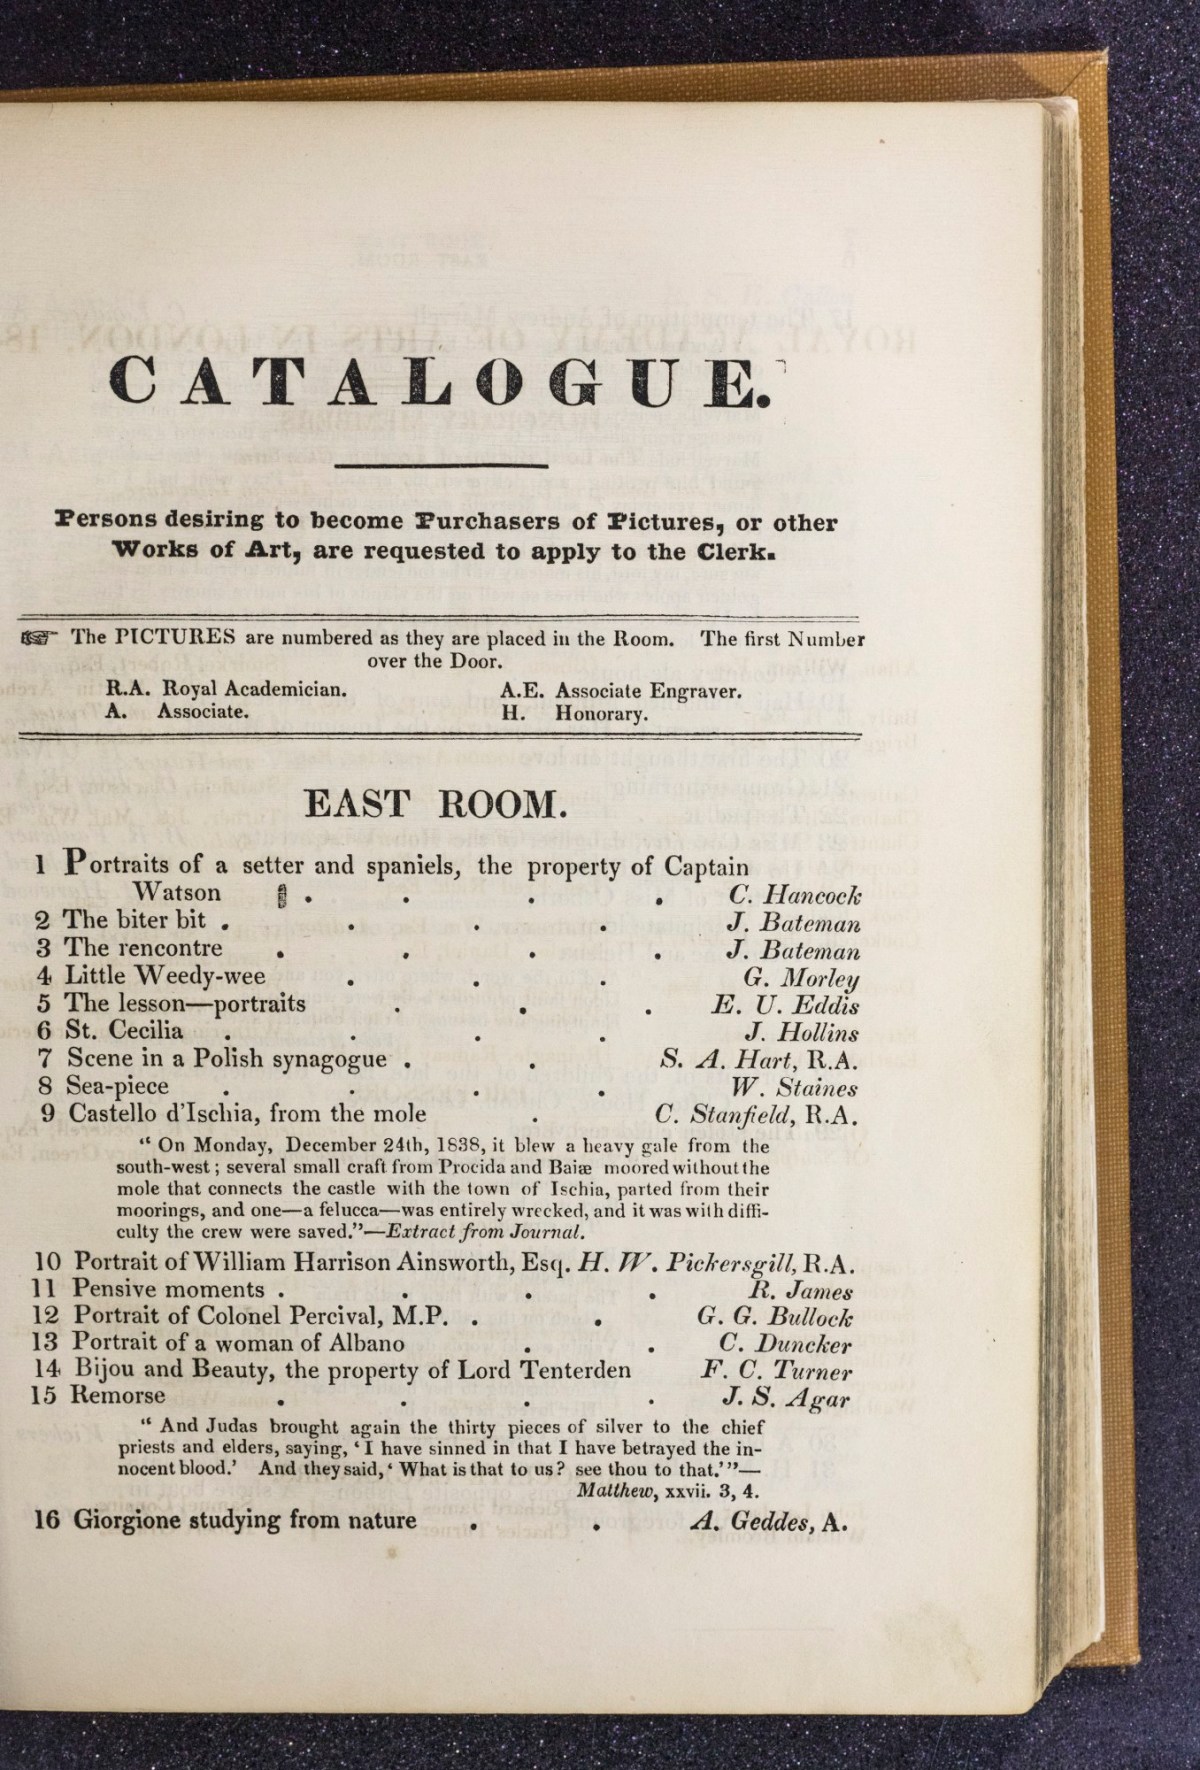 CATALOGUE.
Persons desiring to become Purchasers of Pictures, or other
Works of Art, are requested to apply to the Clerk.
☞ The PICTURES are numbered as they are placed in the Room. The first Number
over the Door.
R.A. Royal Academician. A.E. Associate Engraver.
A. Associate. H. Honorary.
EAST ROOM.
1 Portraits of a setter and spaniels, the property of Captain
Watson . . . . C. Hancock
2 The biter bit . . . . J. Bateman
3 The rencontre . . . . J. Bateman
4 Little Weedy-wee . . . G. Morley
5 The lesson—portraits . . . E. U. Eddis
6 St. Cecilia . . . . J. Hollins
7 Scene in a Polish synagogue . . S. A. Hart, R.A.
8 Sea-piece . . . . W. Staines
9 Castello d'Ischia, from the mole . C. Stanfield, R.A.
“ On Monday, December 24th, 1838, it blew a heavy gale from the
south-west ; several small craft from Procida and Baiæ moored without the
mole that connects the castle with the town of Ischia, parted from their
moorings, and one—a felucca—was entirely wrecked, and it was with diffi-
culty the crew were saved.”—Extract from Journal.
10 Portrait of William Harrison Ainsworth, Esq. H. W. Pickersgill, R.A.
11 Pensive moments . . . . R. James
12 Portrait of Colonel Percival, M.P. . . G. G. Bullock
13 Portrait of a woman of Albano . . C. Duncker
14 Bijou and Beauty, the property of Lord Tenterden F. C. Turner
15 Remorse . . . . J. S. Agar
“ And Judas brought again the thirty pieces of silver to the chief
priests and elders, saying, ‘ I have sinned in that I have betrayed the in-
nocent blood.’ And they said, ‘ What is that to us ? see thou to that.’ ”—
Matthew, xxvii. 3, 4.
16 Giorgione studying from nature . . A. Geddes, A.